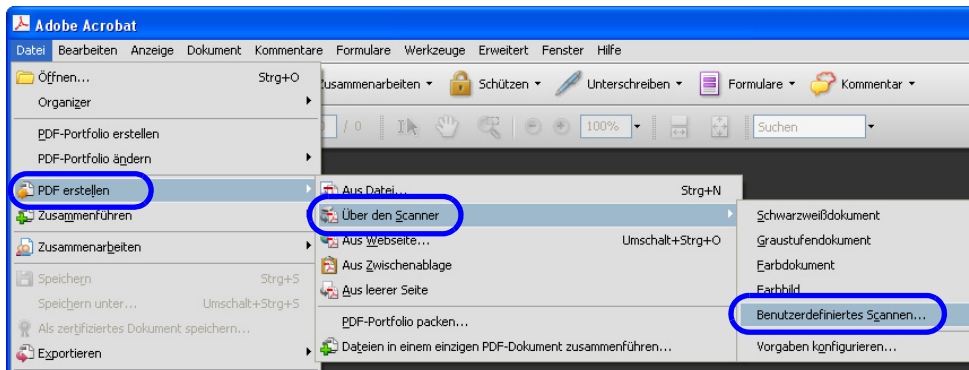 Adobe Acrobat
Datei Bearbeiten Anzeige Dokument Kommentare Formulare Werkzeuge Erweitert Fenster Hilfe
Öffnen... Strg+O
usammenarbeiten Schützen Unterschreiben Formulare Kommentar
Organizer
/ 0 100% Suchen
PDF-Portfolio erstellen
PDF-Portfolio ändern
PDF erstellen
Zusammenführen
Zusammenarbeiten
Speichern Strg+S
Speichern unter... Umschalt+Strg+S
Als zertifiziertes Dokument speichern...
Exportieren
Aus Datei... Strg+N
Über den Scanner
Aus Webseite... Umschalt+Strg+O
Aus Zwischenablage
Aus leerer Seite
PDF-Portfolio packen...
Dateien in einem einzigen PDF-Dokument zusammenführen...
Schwarzweißdokument
Graustufendokument
Farbdokument
Farbbild
Benutzerdefiniertes Scannen...
Vorgaben konfigurieren...